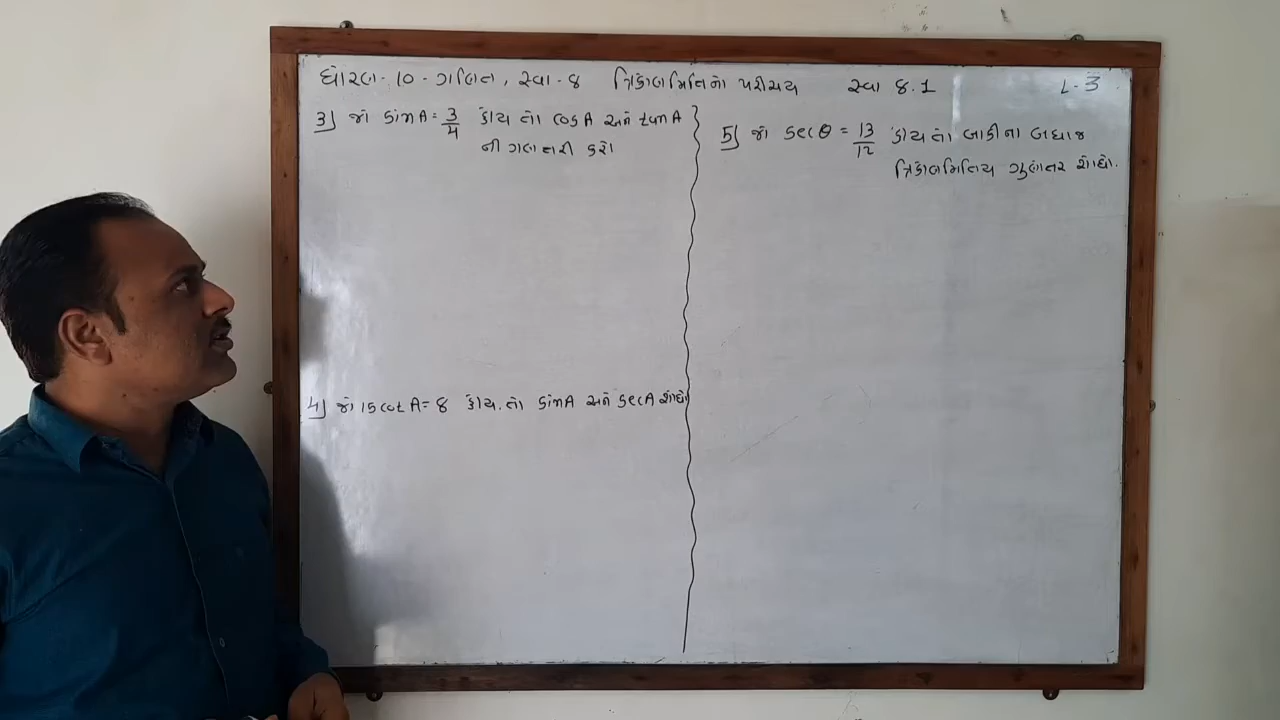 ધોરણ-10-ગણિત, સ્વા-8 ત્રિકોણમિતિનો પરીચય સ્વા 8.1 L-3
3] જો sinA = 3/4 હોય તો cosA અને tanA
ની ગણતરી કરો
4] જો 15cotA = 8 હોય તો sinA અને secA શોધો
5] જો secθ = 13/12 હોય તો બાકીના બધાજ
ત્રિકોણમિતિય ગુણોત્તર શોધો.